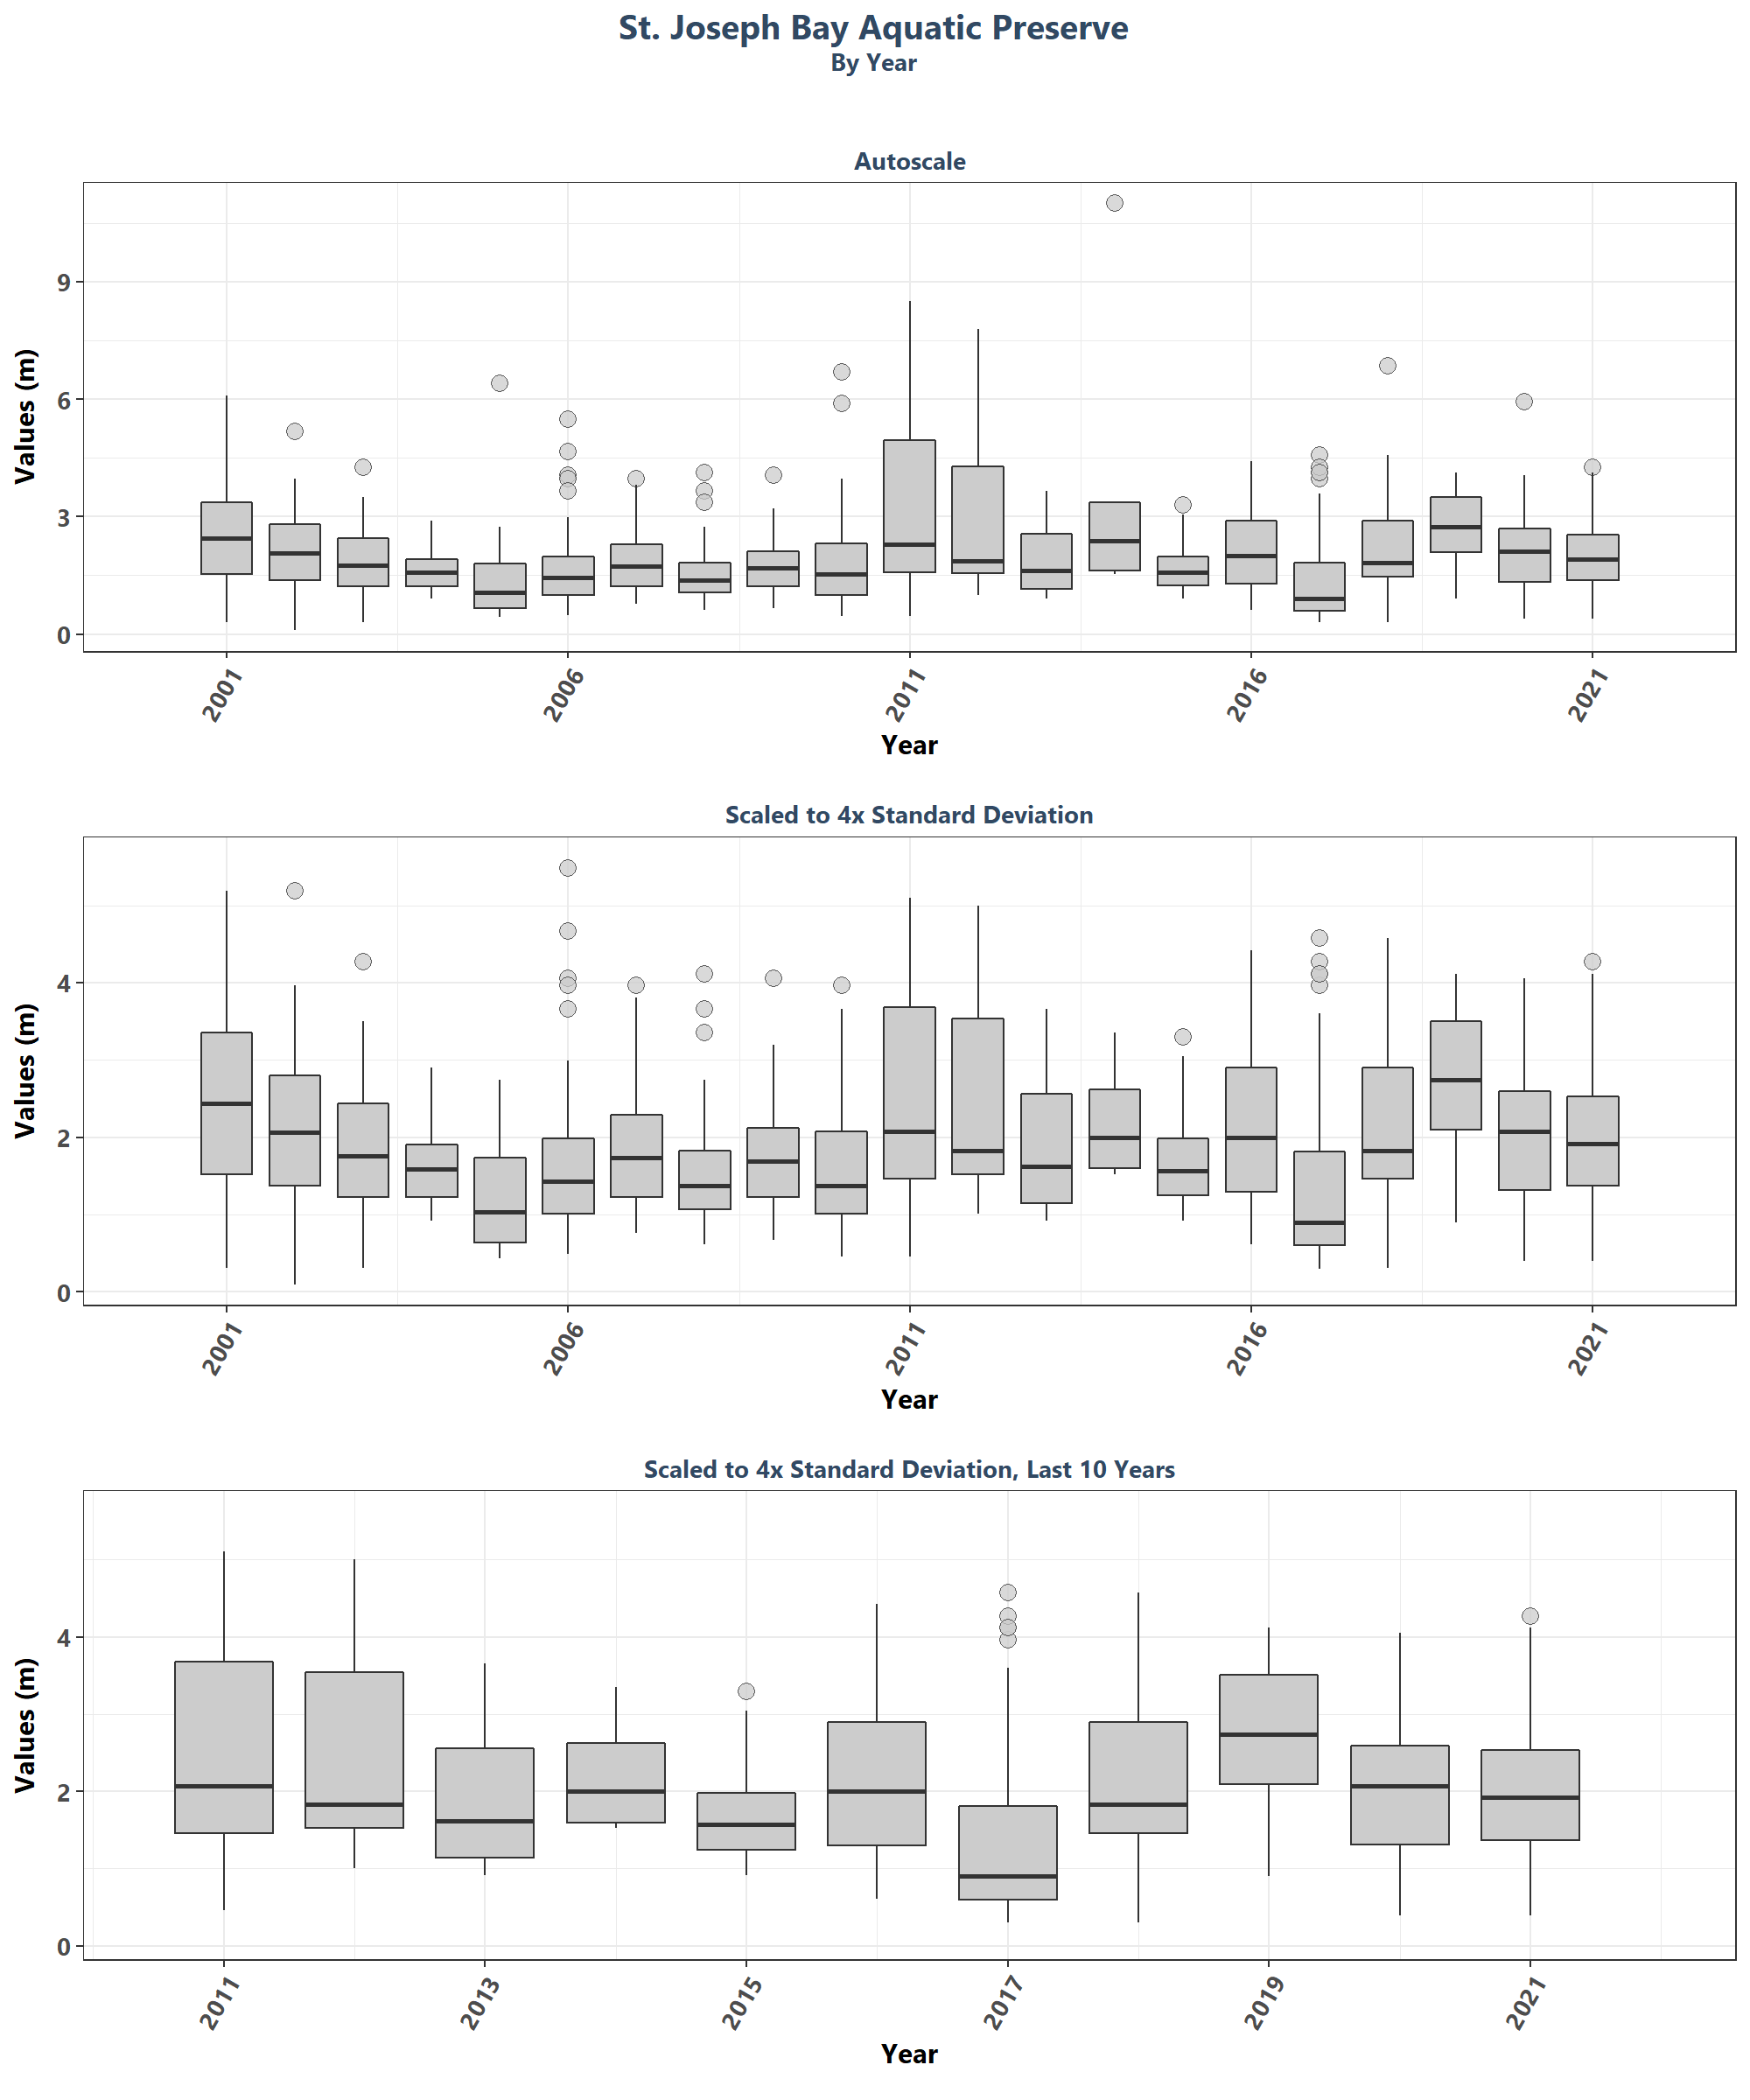 St. Joseph Bay Aquatic Preserve
By Year
Autoscale
Values (m)
9
6
3
0
2001
2006
2011
2016
2021
Year
Scaled to 4x Standard Deviation
Values (m)
4
2
0
2001
2006
2011
2016
2021
Year
Scaled to 4x Standard Deviation, Last 10 Years
Values (m)
4
2
0
2011
2013
2015
2017
2019
2021
Year